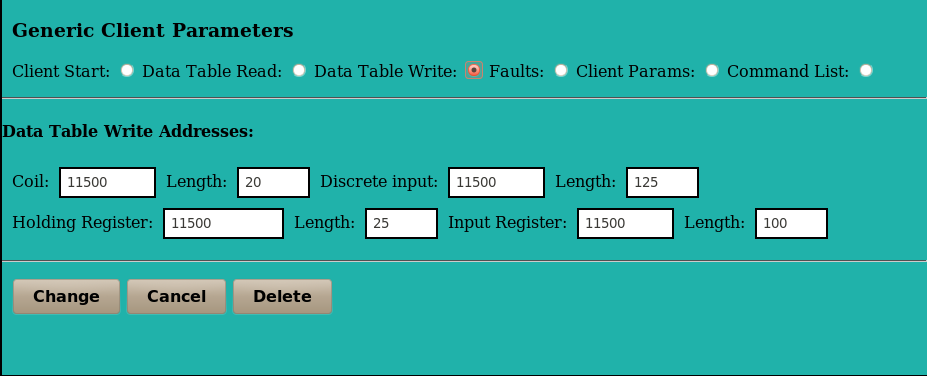 Generic Client Parameters
Client Start: Data Table Read: Data Table Write: Faults: Client Params: Command List:
Data Table Write Addresses:
Coil: 11500 Length: 20 Discrete input: 11500 Length: 125
Holding Register: 11500 Length: 25 Input Register: 11500 Length: 100
Change Cancel Delete